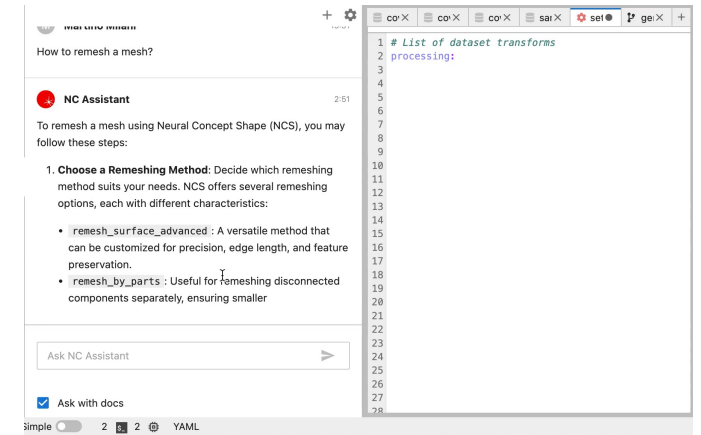 Martino Milani
How to remesh a mesh?
NC Assistant 2:51
To remesh a mesh using Neural Concept Shape (NCS), you may
follow these steps:
1. Choose a Remeshing Method: Decide which remeshing
method suits your needs. NCS offers several remeshing
options, each with different characteristics:
• remesh_surface_advanced : A versatile method that
can be customized for precision, edge length, and feature
preservation.
• remesh_by_parts : Useful for remeshing disconnected
components separately, ensuring smaller
Ask NC Assistant
Ask with docs
Simple 2 $_ 2 YAML
co× co× co× sar× set● ge× +
1 # List of dataset transforms
2 processing:
3
4
5
6
7
8
9
10
11
12
13
14
15
16
17
18
19
20
21
22
23
24
25
26
27
28